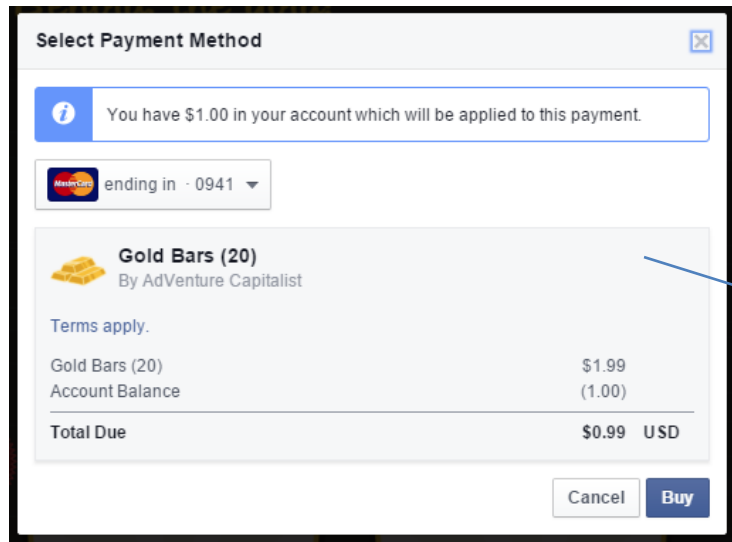 Select Payment Method
i You have $1.00 in your account which will be applied to this payment.
MasterCard ending in · 0941
Gold Bars (20)
By AdVenture Capitalist
Terms apply.
Gold Bars (20) $1.99
Account Balance (1.00)
Total Due $0.99 USD
Cancel Buy